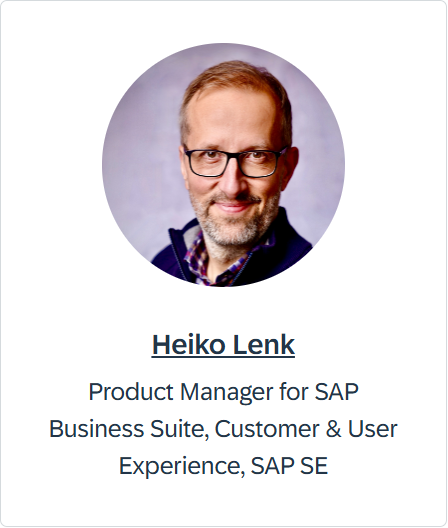 Heiko Lenk
Product Manager for SAP
Business Suite, Customer & User
Experience, SAP SE